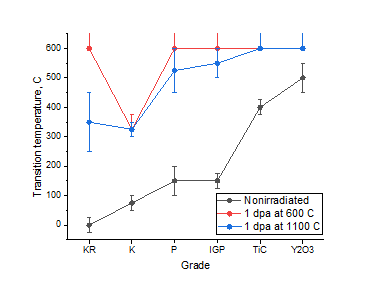 Transition temperature, C
600
500
400
300
200
100
0
KR K P IGP TiC Y2O3
Grade
Nonirradiated
1 dpa at 600 C
1 dpa at 1100 C